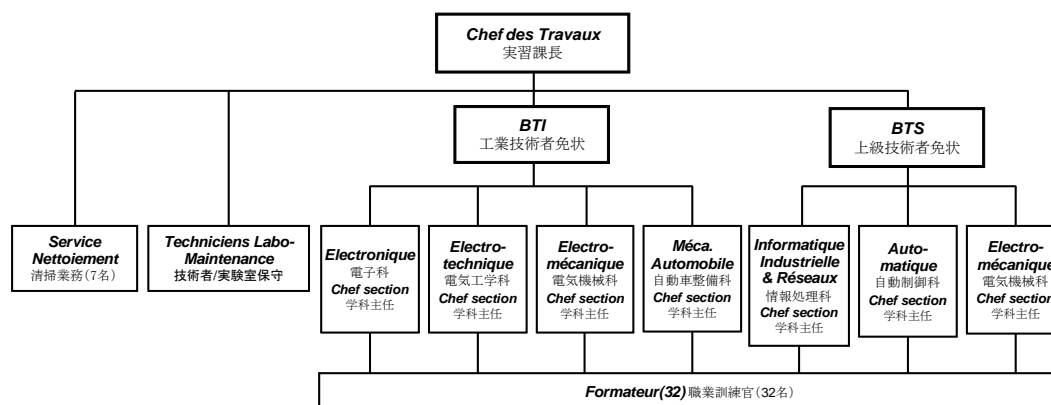 Chef des Travaux
実習課長
BTI
工業技術者免状
BTS
上級技術者免状
Service
Nettoiement
清掃業務(7名)
Techniciens Labo-
Maintenance
技術者/実験室保守
Electronique
電子科
Chef section
学科主任
Electro-
technique
電気工学科
Chef section
学科主任
Electro-
mécanique
電気機械科
Chef section
学科主任
Méca.
Automobile
自動車整備科
Chef section
学科主任
Informatique
Industrielle
& Réseaux
情報処理科
Chef section
学科主任
Auto-
matique
自動制御科
Chef section
学科主任
Electro-
mécanique
電気機械科
Chef section
学科主任
Formateur(32) 職業訓練官(32名)